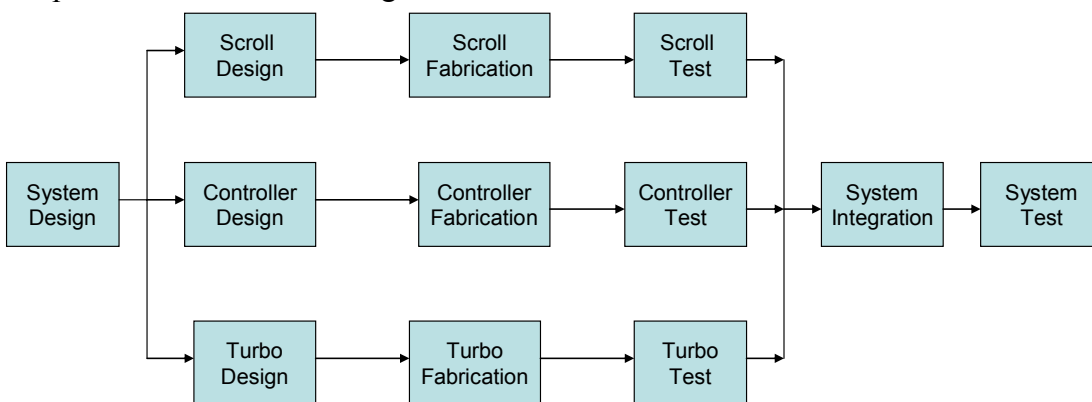 Scroll
Design
Scroll
Fabrication
Scroll
Test
System
Design
Controller
Design
Controller
Fabrication
Controller
Test
System
Integration
System
Test
Turbo
Design
Turbo
Fabrication
Turbo
Test